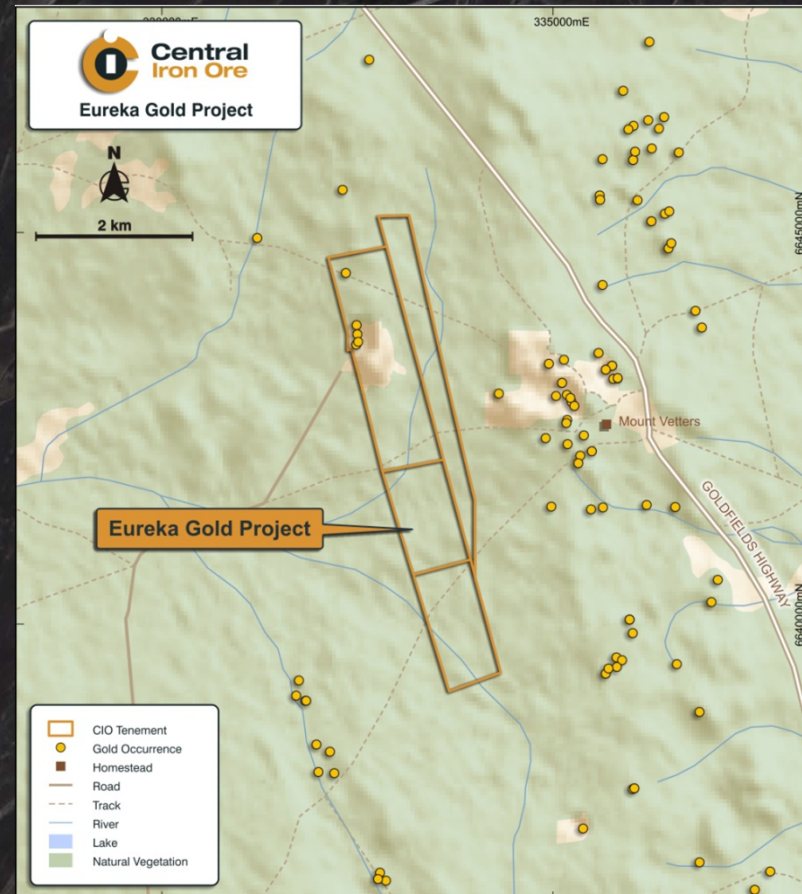 335000mE
Central
Iron Ore
Eureka Gold Project
N
2 km
6645000mN
Mount Vetters
GOLDFIELDS HIGHWAY
Eureka Gold Project
6640000mN
CIO Tenement
Gold Occurrence
Homestead
Road
Track
River
Lake
Natural Vegetation